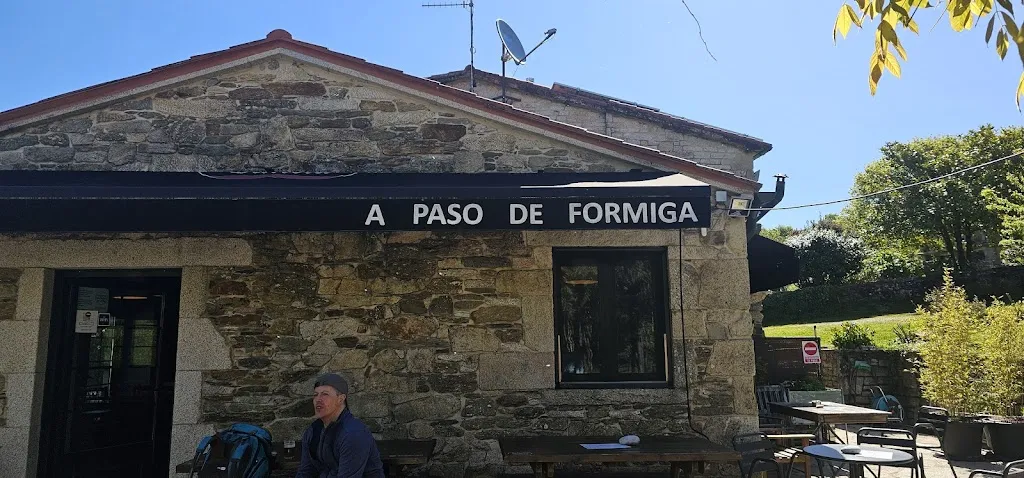 A PASO DE FORMIGA